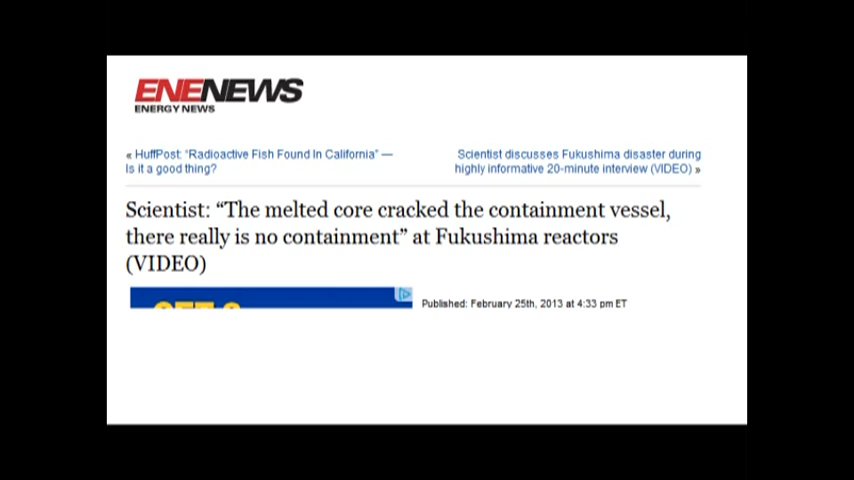 ENENEWS
ENERGY NEWS
« HuffPost: “Radioactive Fish Found In California” —
Is it a good thing?
Scientist discusses Fukushima disaster during
highly informative 20-minute interview (VIDEO) »
Scientist: “The melted core cracked the containment vessel,
there really is no containment” at Fukushima reactors
(VIDEO)
Published: February 25th, 2013 at 4:33 pm ET